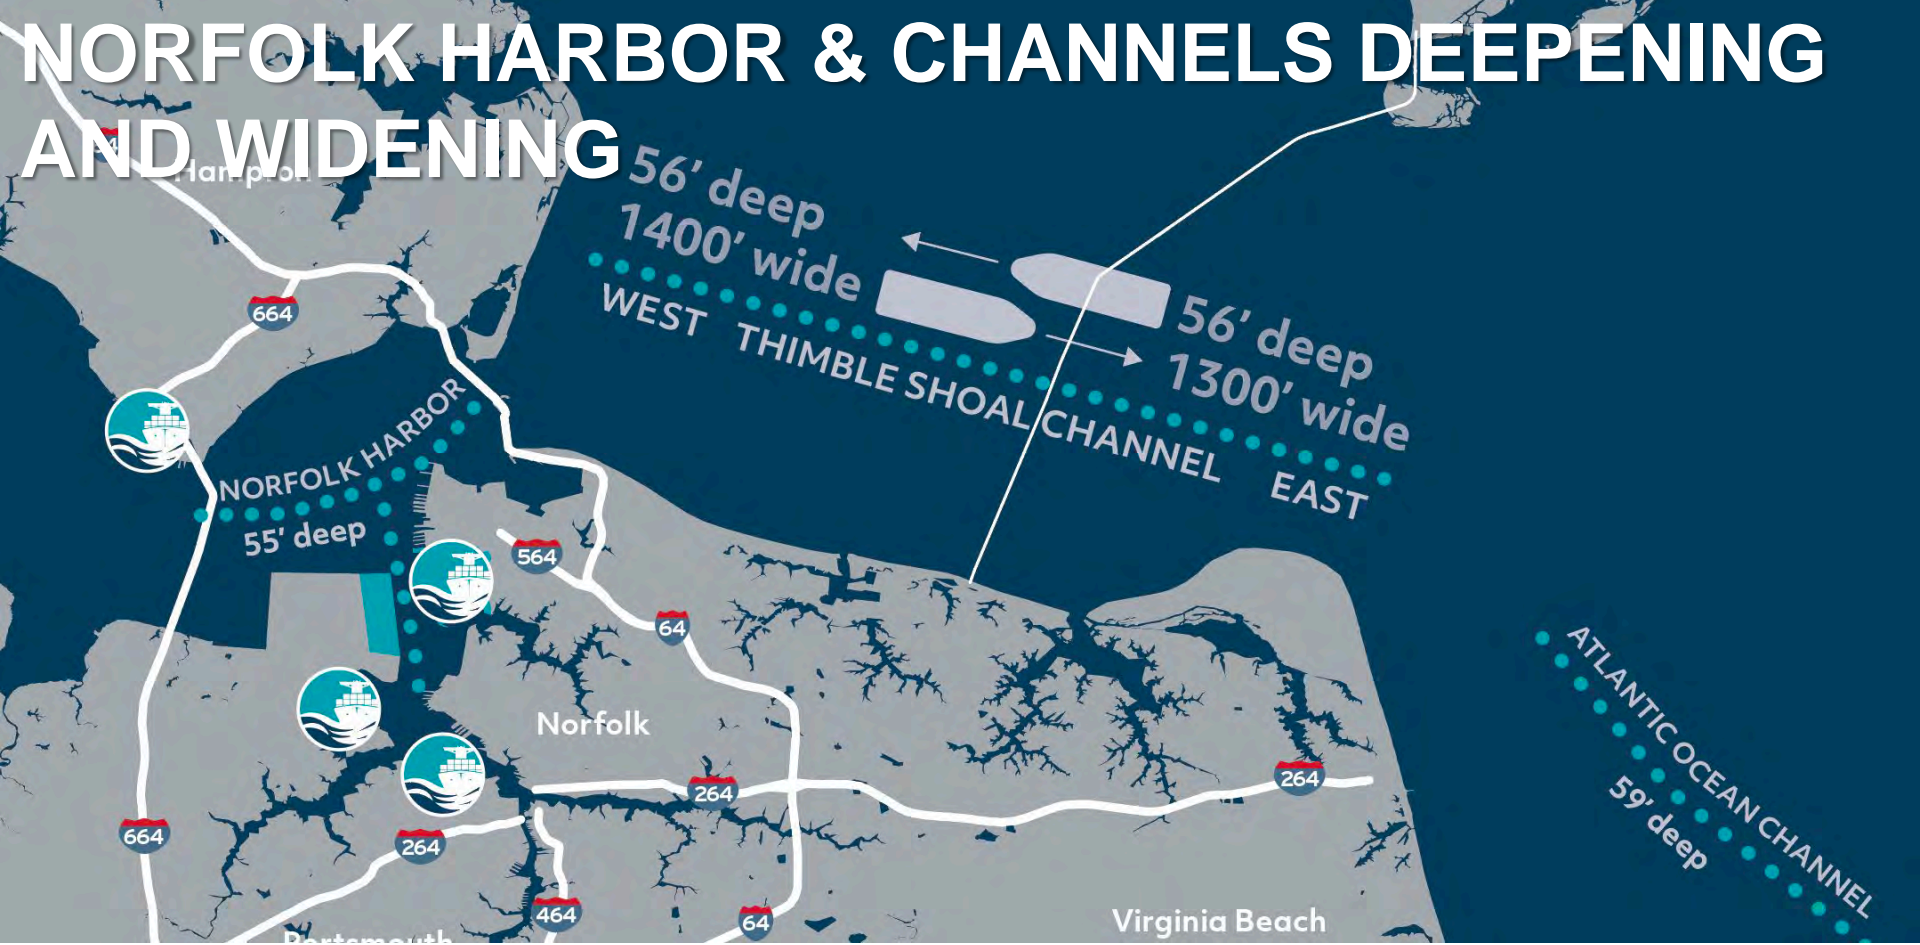 NORFOLK HARBOR & CHANNELS DEEPENING
AND WIDENING
Hampton
56' deep
1400' wide
WEST THIMBLE SHOAL CHANNEL EAST
56' deep
1300' wide
664
NORFOLK HARBOR
55' deep
564
64
Norfolk
264
264
664
264
464
64
Virginia Beach
Portsmouth
ATLANTIC OCEAN CHANNEL
59' deep